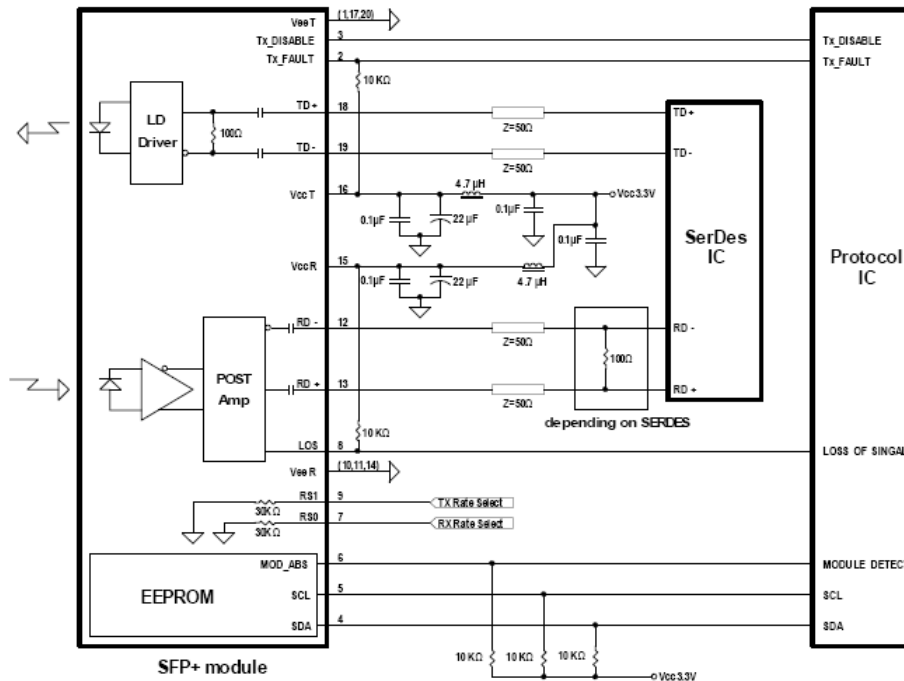 VeeT (1,17,20)
Tx_DISABLE 3 Tx_DISABLE
Tx_FAULT 2 Tx_FAULT
10 KΩ
LD Driver
100Ω
TD+ 18 Z=50Ω TD+
TD- 19 Z=50Ω TD-
VccT 16 4.7 µH Vcc3.3V
0.1µF 22 µF 0.1µF
0.1µF
SerDes IC
Protocol IC
VccR 15
0.1µF 22 µF 4.7 µH
RD - 12 Z=50Ω RD -
POST Amp
100Ω
RD + 13 Z=50Ω RD +
depending on SERDES
10 KΩ
LOS 8 LOSS OF SINGAL
VeeR (10,11,14)
RS1 9 TX Rate Select
30KΩ
RS0 7 RX Rate Select
30KΩ
MOD_ABS 6 MODULE DETECT
EEPROM
SCL 5 SCL
SDA 4 SDA
10 KΩ 10 KΩ 10 KΩ
Vcc3.3V
SFP+ module